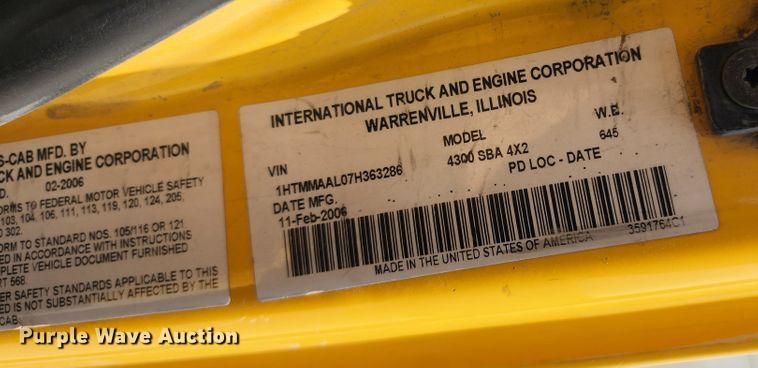 S-CAB MFD. BY
CK AND ENGINE CORPORATION
D. 02-2006
ORMS TO FEDERAL MOTOR VEHICLE SAFETY
103, 104, 106, 111, 113, 119, 120, 124, 205,
302.
ORM TO STANDARD NOS. 105/116 OR 121
ED IN ACCORDANCE WITH INSTRUCTIONS
PLETE VEHICLE DOCUMENT FURNISHED
RT 568.
ER SAFETY STANDARDS APPLICABLE TO THIS
ED IS NOT SUBSTANTIALLY AFFECTED BY THE
CAB.
INTERNATIONAL TRUCK AND ENGINE CORPORATION
WARRENVILLE, ILLINOIS
VIN MODEL W.B.
1HTMMAAL07H363286 4300 SBA 4X2 645
DATE MFG. PD LOC - DATE
11-Feb-2006
MADE IN THE UNITED STATES OF AMERICA 3591764C1
Purple Wave Auction